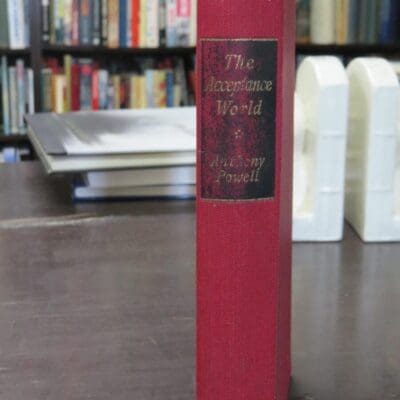 The
Acceptance
World
Anthony
Powell